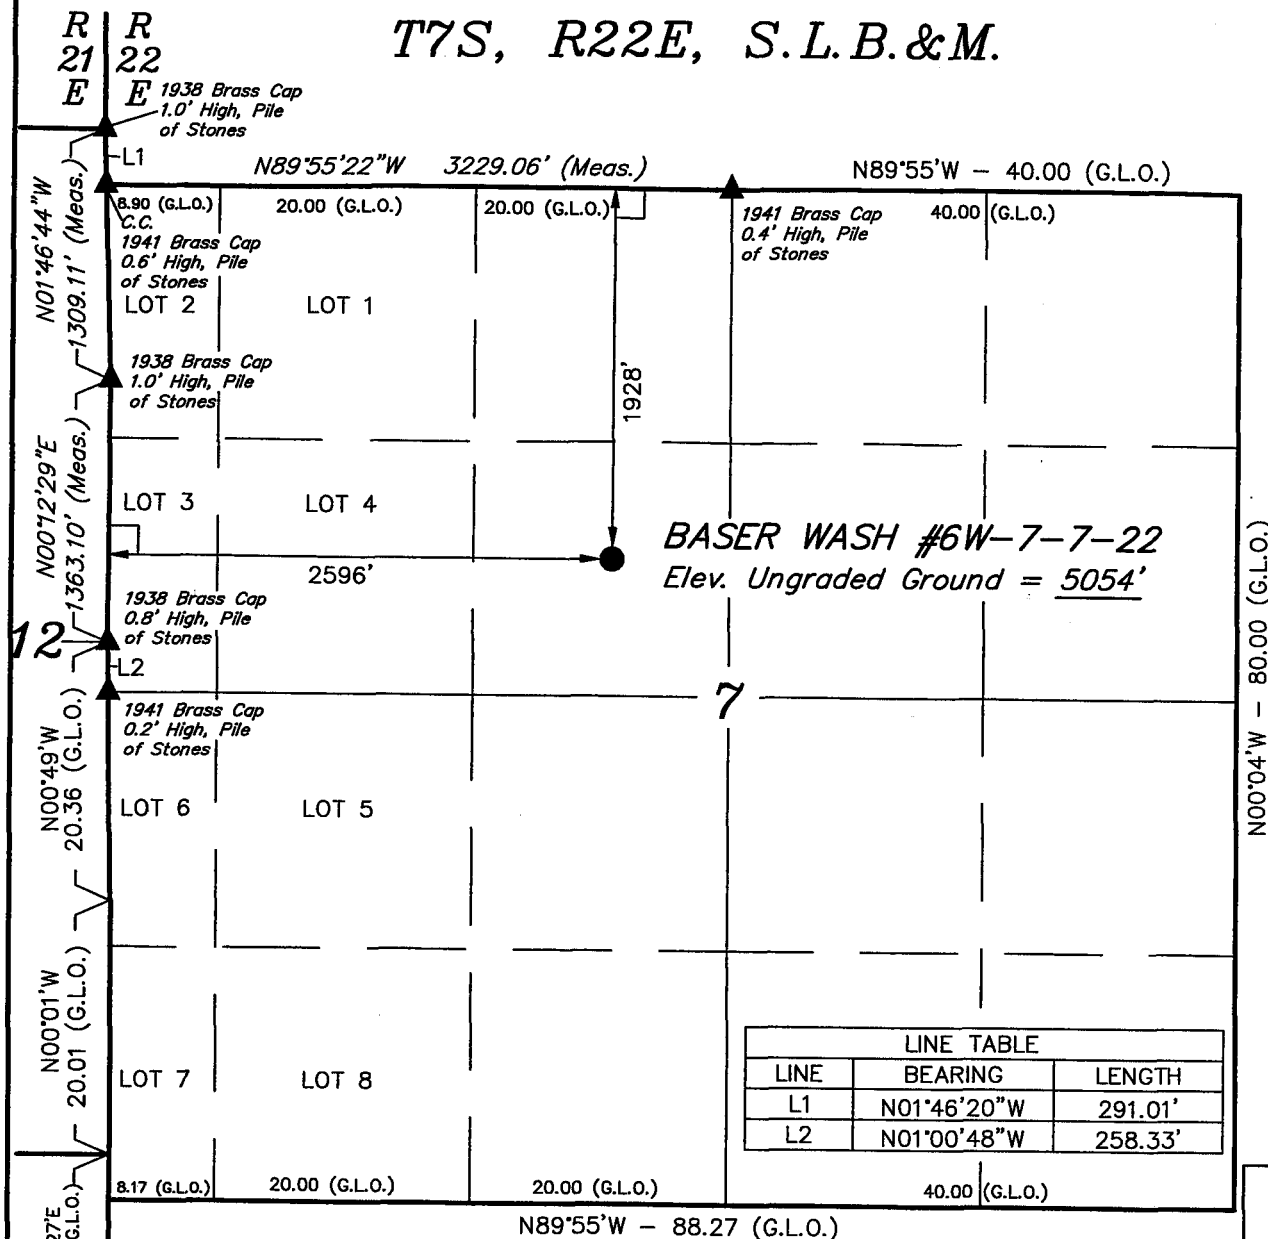 T7S, R22E, S.L.B.&M.
R R
21 22
E E
1938 Brass Cap
1.0' High, Pile
of Stones
L1
N89°55'22"W 3229.06' (Meas.)
N89°55'W – 40.00 (G.L.O.)
8.90 (G.L.O.)
20.00 (G.L.O.)
20.00 (G.L.O.)
40.00 (G.L.O.)
C.C.
1941 Brass Cap
0.6' High, Pile
of Stones
1941 Brass Cap
0.4' High, Pile
of Stones
N01°46'44"W
1309.11' (Meas.)
LOT 2
LOT 1
1938 Brass Cap
1.0' High, Pile
of Stones
1928'
N00°12'29"E
1363.10' (Meas.)
LOT 3
LOT 4
BASER WASH #6W–7–7–22
Elev. Ungraded Ground = 5054'
2596'
1938 Brass Cap
0.8' High, Pile
of Stones
12
L2
7
1941 Brass Cap
0.2' High, Pile
of Stones
N00°49'W
20.36 (G.L.O.)
N00°04'W – 80.00 (G.L.O.)
LOT 6
LOT 5
N00°01'W
20.01 (G.L.O.)
LOT 7
LOT 8
LINE TABLE
LINE BEARING LENGTH
L1 N01°46'20"W 291.01'
L2 N01°00'48"W 258.33'
8.17 (G.L.O.)
20.00 (G.L.O.)
20.00 (G.L.O.)
40.00 (G.L.O.)
27'E
G.L.O.)
N89°55'W – 88.27 (G.L.O.)